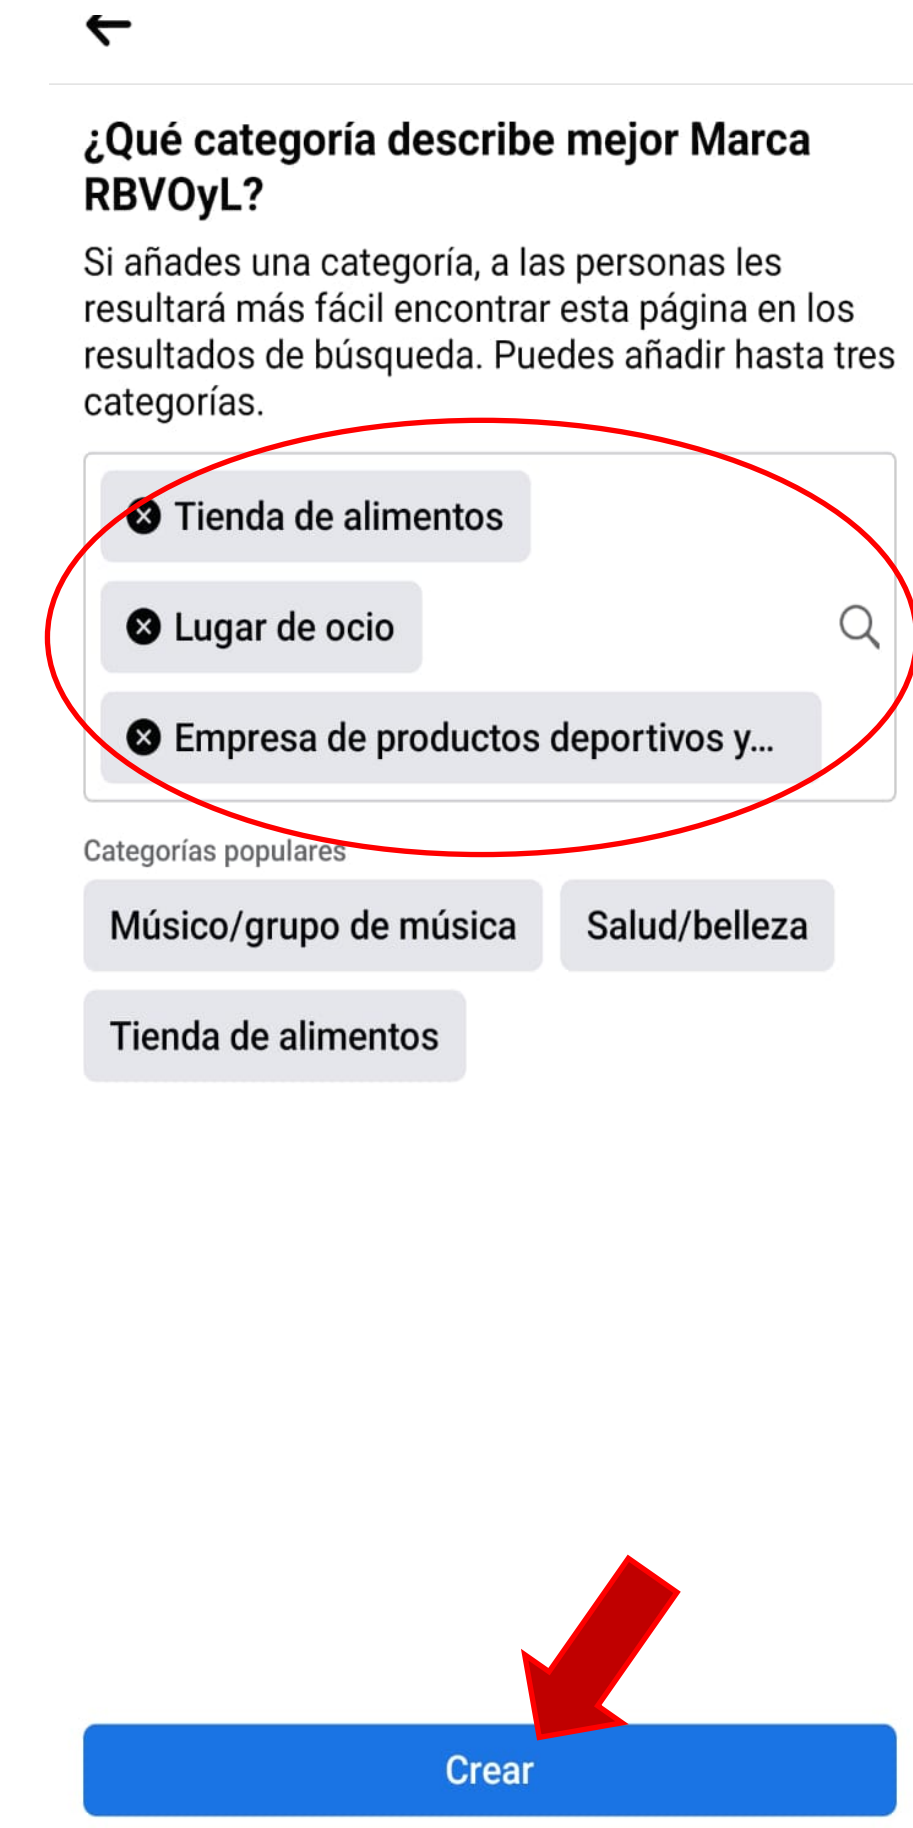 ¿Qué categoría describe mejor Marca
RBVOyL?
Si añades una categoría, a las personas les
resultará más fácil encontrar esta página en los
resultados de búsqueda. Puedes añadir hasta tres
categorías.
Tienda de alimentos
Lugar de ocio
Empresa de productos deportivos y...
Categorías populares
Músico/grupo de música
Salud/belleza
Tienda de alimentos
Crear